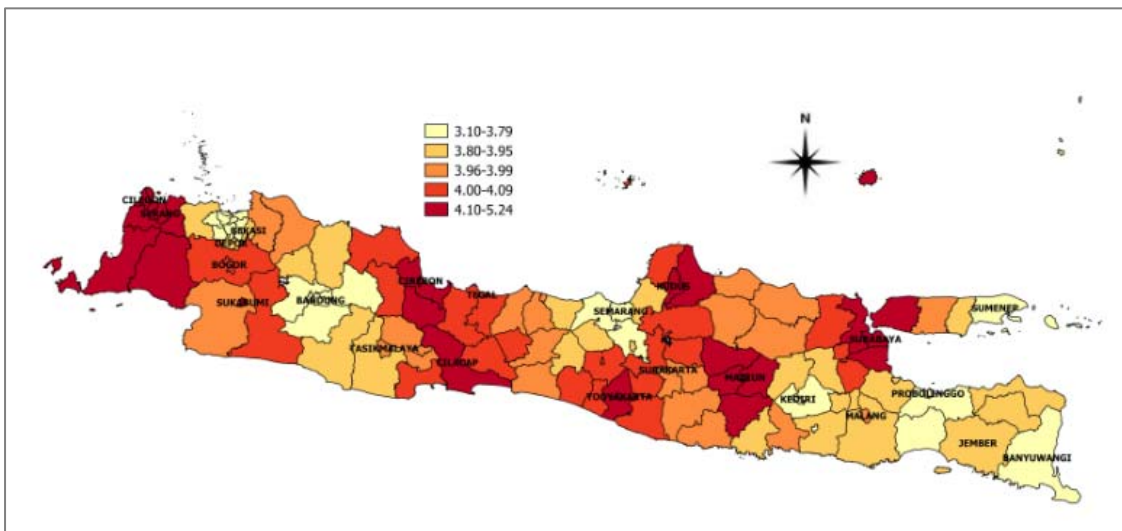 N
3.10-3.79
3.80-3.95
3.96-3.99
4.00-4.09
4.10-5.24
CILEGON
SERANG
BEKASI
DEPOK
BOGOR
SUKABUMI
BANDUNG
CIREBON
TEGAL
TASIKMALAYA
CILACAP
SEMARANG
KUDUS
YOGYAKARTA
SURAKARTA
MADIUN
SURABAYA
SUMENEP
KEDIRI
MALANG
PROBOLINGGO
JEMBER
BANYUWANGI